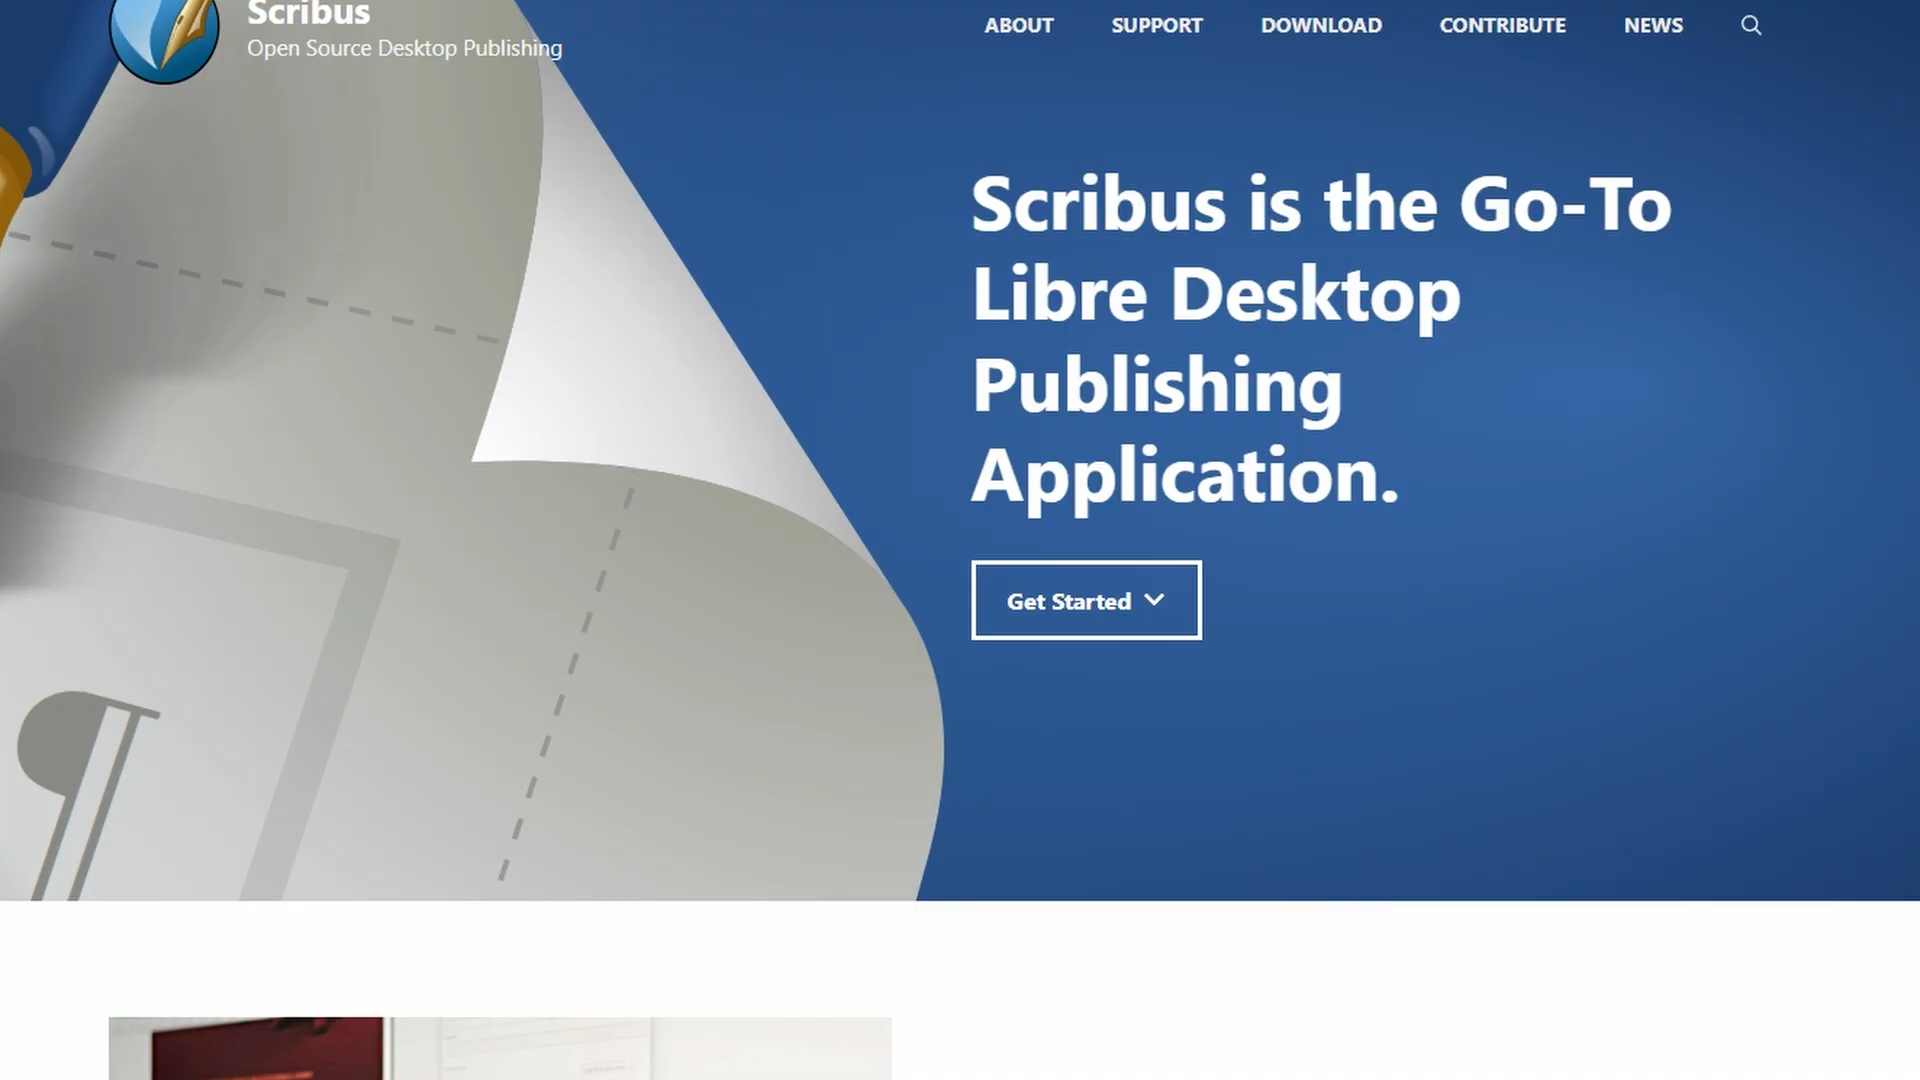 Scribus
Open Source Desktop Publishing
ABOUT
SUPPORT
DOWNLOAD
CONTRIBUTE
NEWS
Scribus is the Go-To
Libre Desktop
Publishing
Application.
Get Started
¶